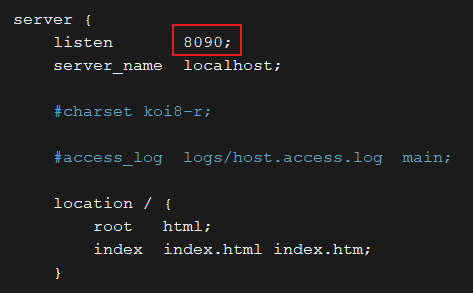 server {
    listen       8090;
    server_name  localhost;

    #charset koi8-r;

    #access_log  logs/host.access.log  main;

    location / {
        root   html;
        index  index.html index.htm;
    }